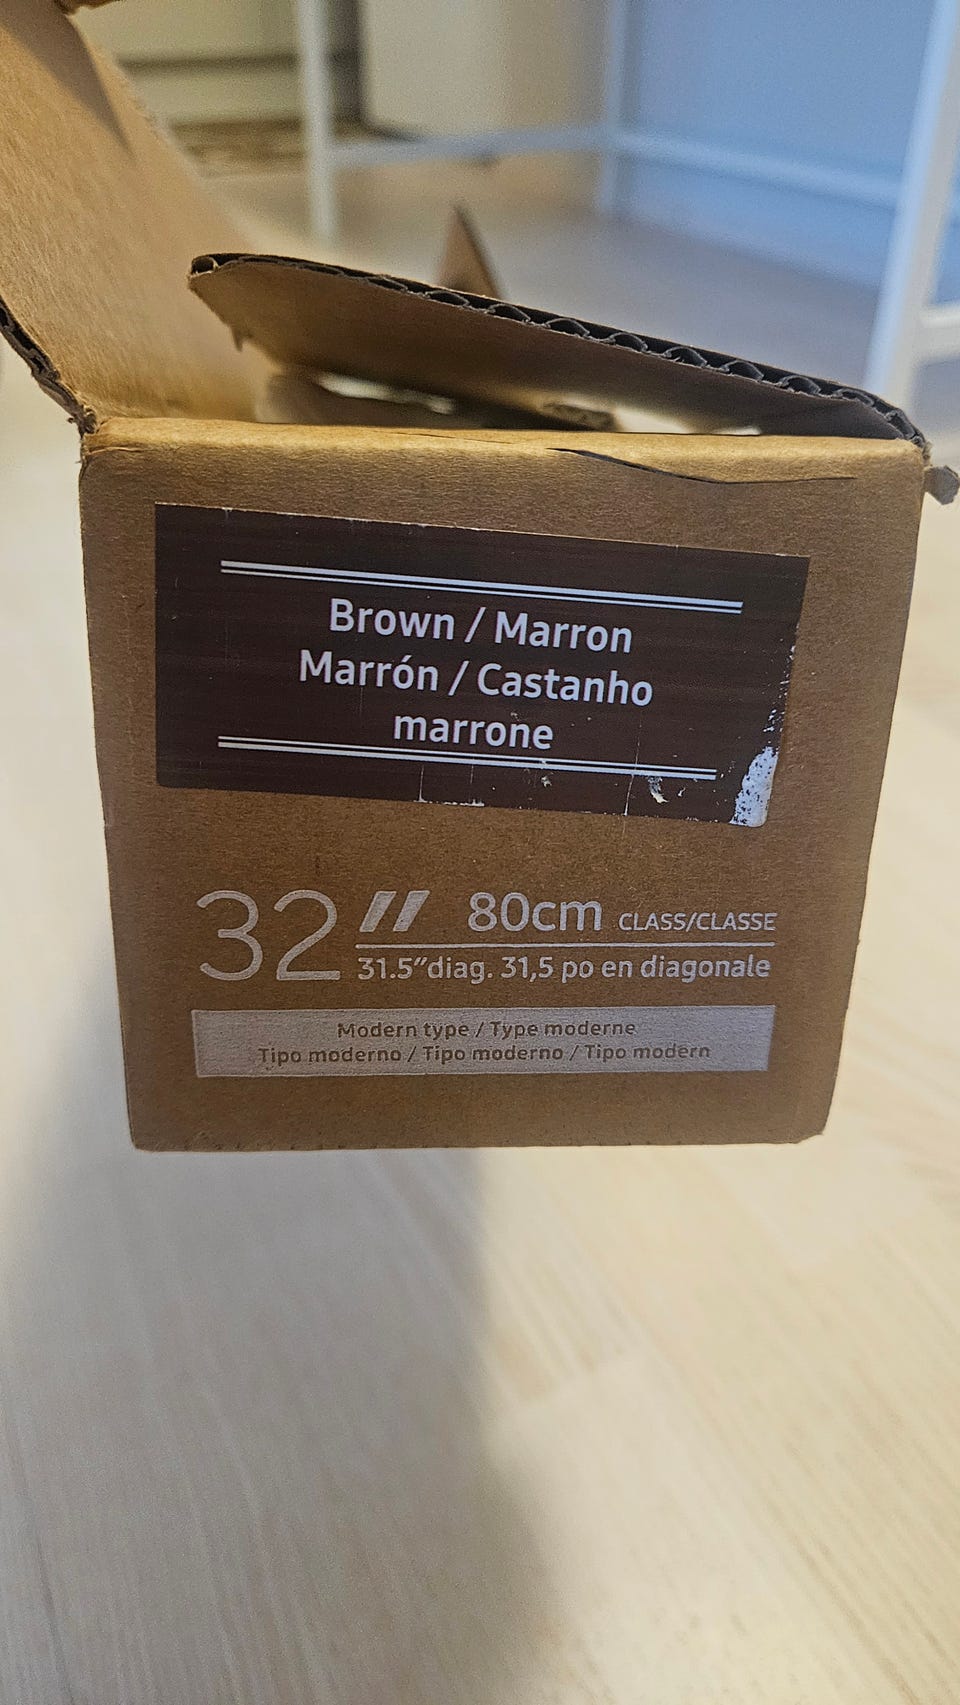 Brown / Marron
Marrón / Castanho
marrone
32″ 80cm CLASS/CLASSE
31.5″diag. 31,5 po en diagonale
Modern type / Type moderne
Tipo moderno / Tipo moderno / Tipo modern